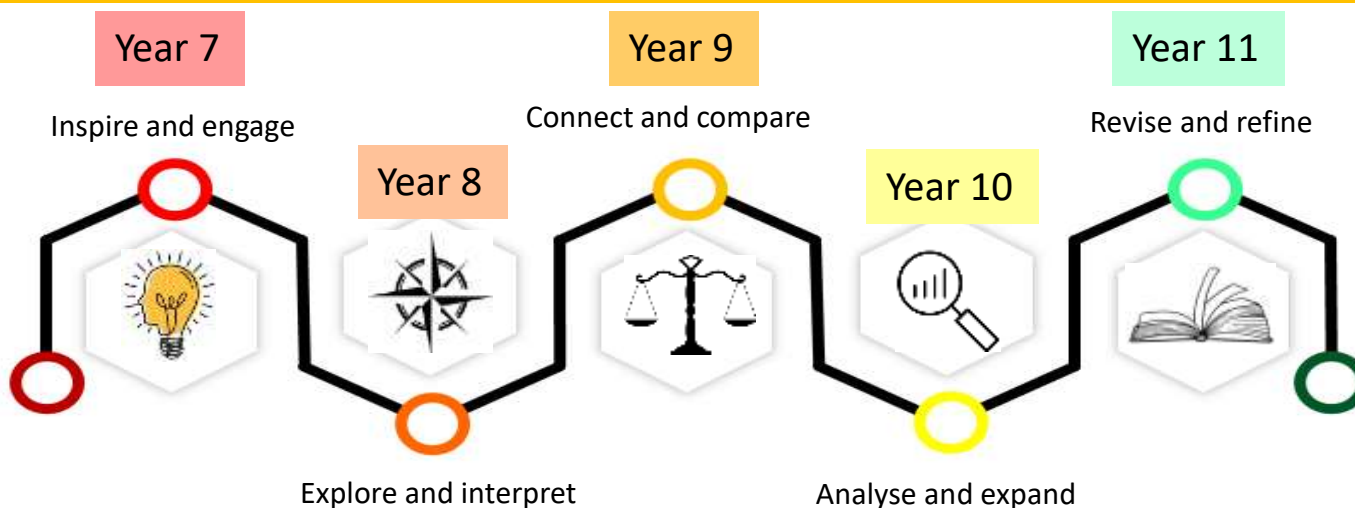 Year 7
Inspire and engage
Year 8
Explore and interpret
Year 9
Connect and compare
Year 10
Analyse and expand
Year 11
Revise and refine